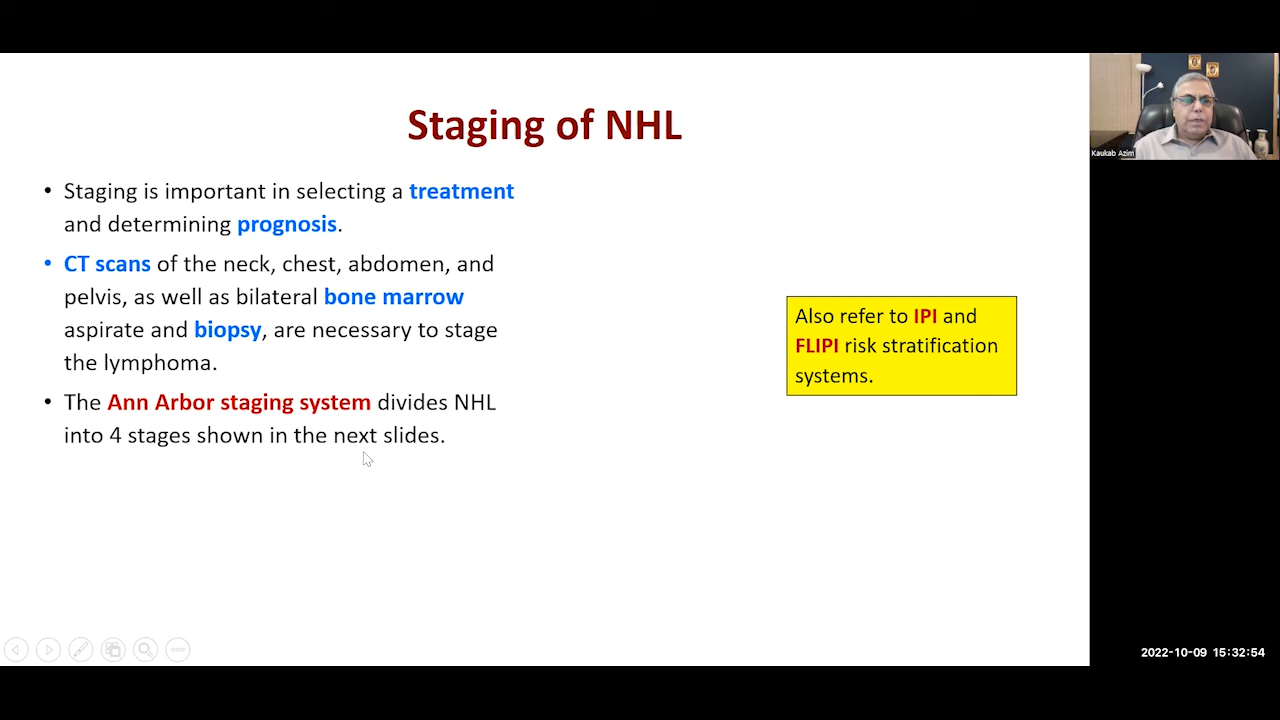 Staging of NHL
• Staging is important in selecting a treatment
and determining prognosis.
• CT scans of the neck, chest, abdomen, and
pelvis, as well as bilateral bone marrow
aspirate and biopsy, are necessary to stage
the lymphoma.
• The Ann Arbor staging system divides NHL
into 4 stages shown in the next slides.
Also refer to IPI and
FLIPI risk stratification
systems.
Kaukab Azim
2022-10-09 15:32:54